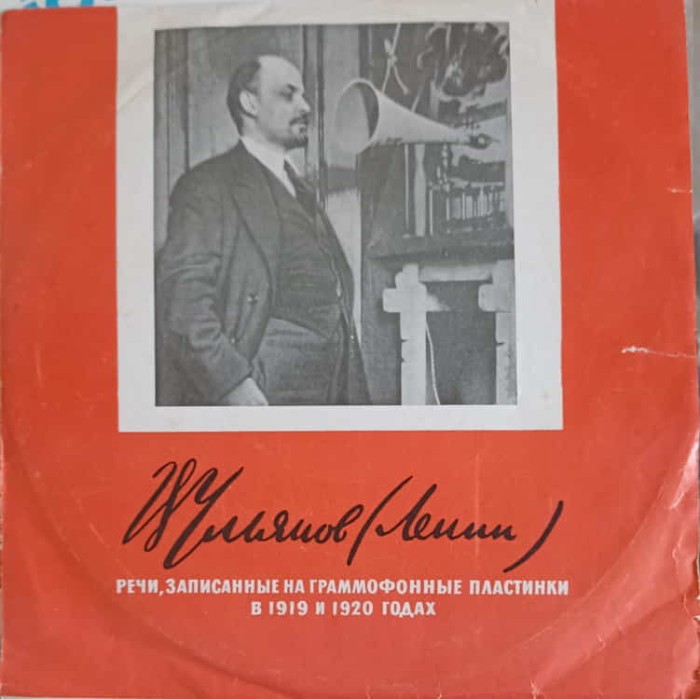 В Ульянов (Ленин)
РЕЧИ, ЗАПИСАННЫЕ НА ГРАММОФОННЫЕ ПЛАСТИНКИ
В 1919 И 1920 ГОДАХ